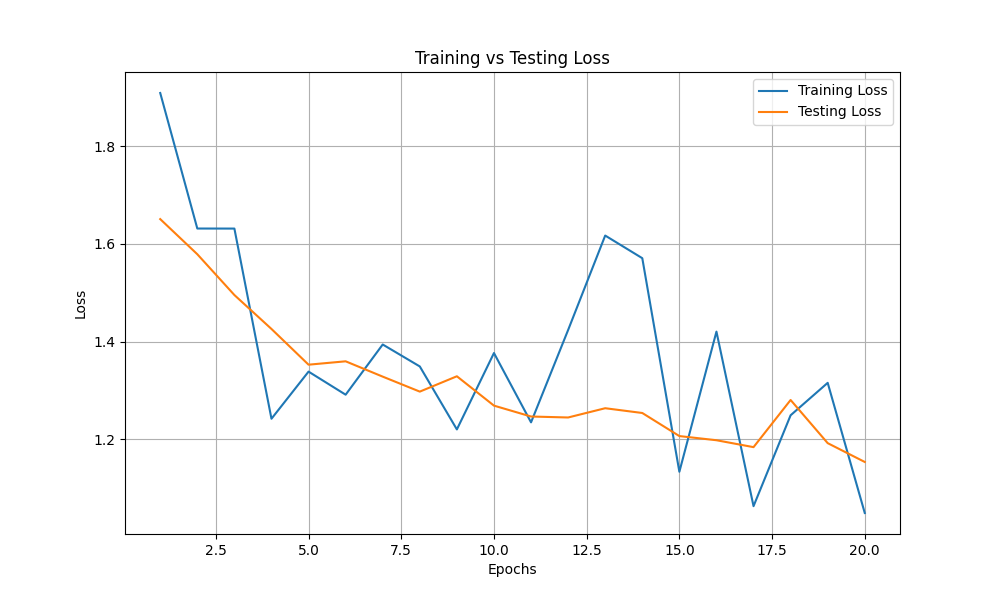 Training vs Testing Loss
Training Loss
Testing Loss
1.8
1.6
1.4
1.2
Loss
2.5 5.0 7.5 10.0 12.5 15.0 17.5 20.0
Epochs